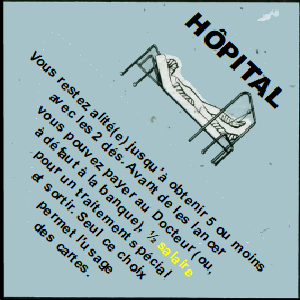 HÔPITAL
Vous restez alité(e) jusqu'à obtenir 5 ou moins
avec les 2 dés. Avant de les lancer
vous pouvez payer au Docteur (ou,
à défaut à la banque), ½ salaire
pour un traitement spécial
et sortir. Seul ce choix
permet l'usage
des cartes.